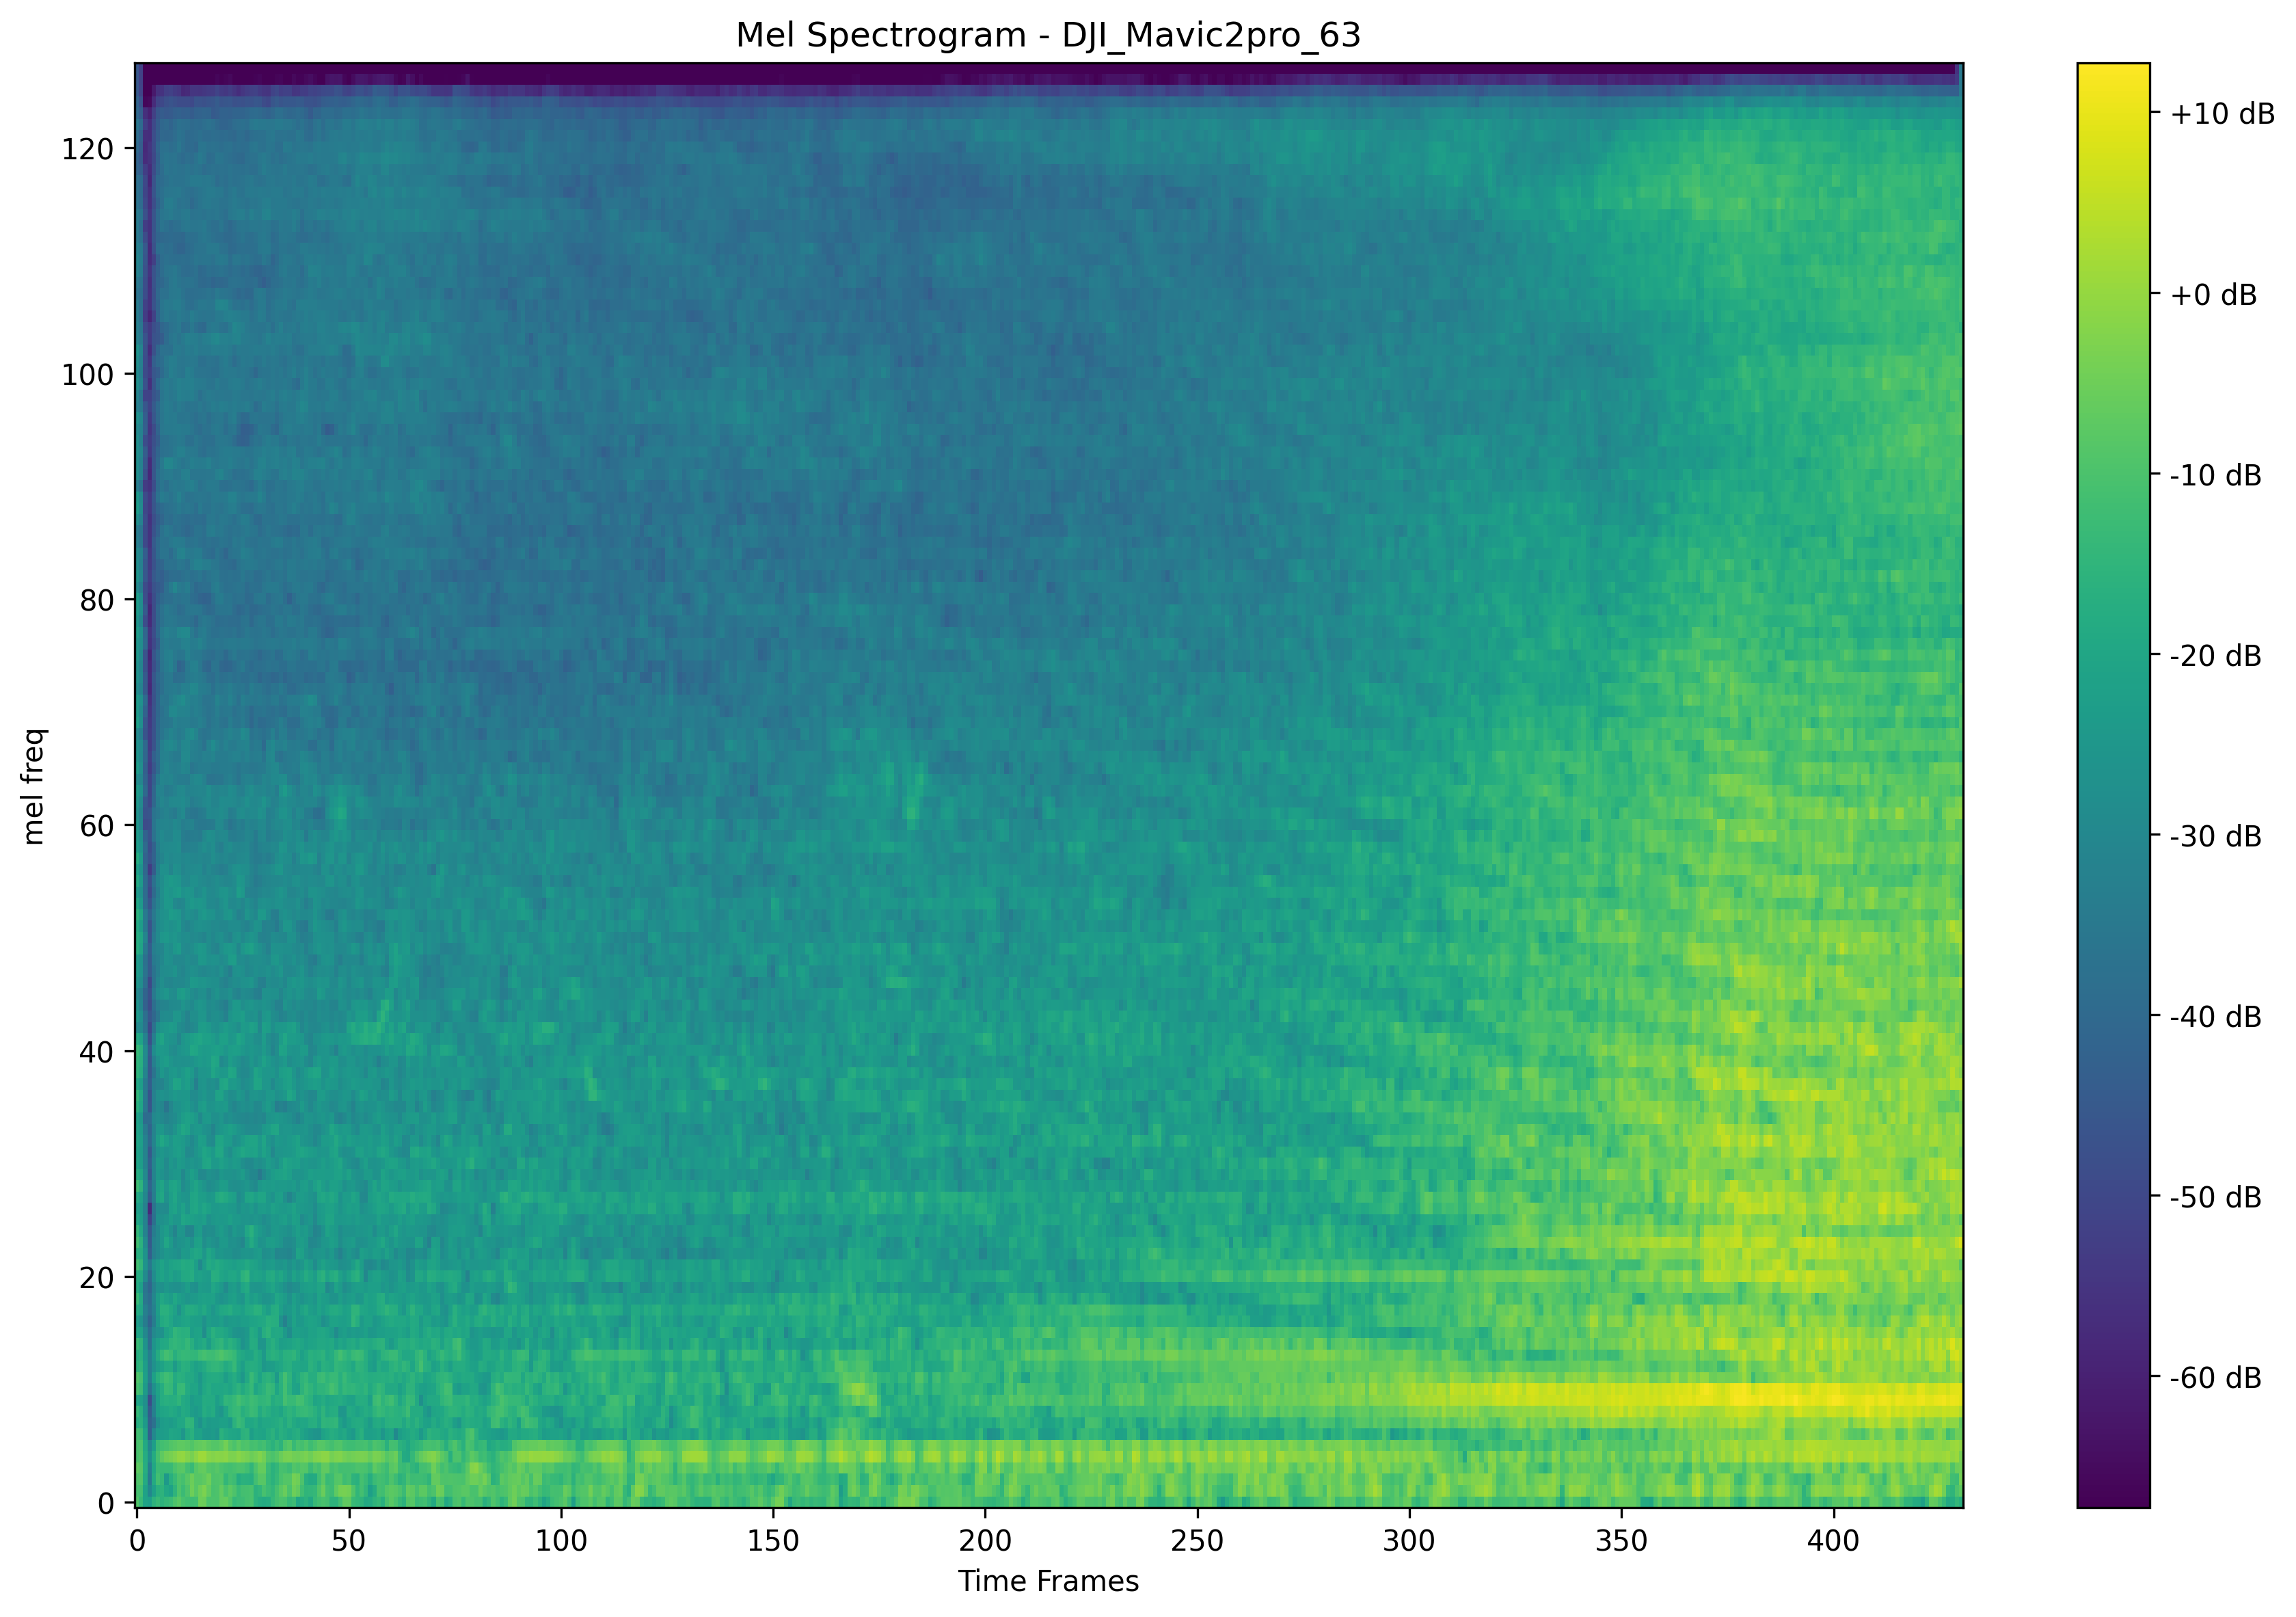 Mel Spectrogram - DJI_Mavic2pro_63
mel freq
120
100
80
60
40
20
0
0 50 100 150 200 250 300 350 400
Time Frames
+10 dB
+0 dB
-10 dB
-20 dB
-30 dB
-40 dB
-50 dB
-60 dB